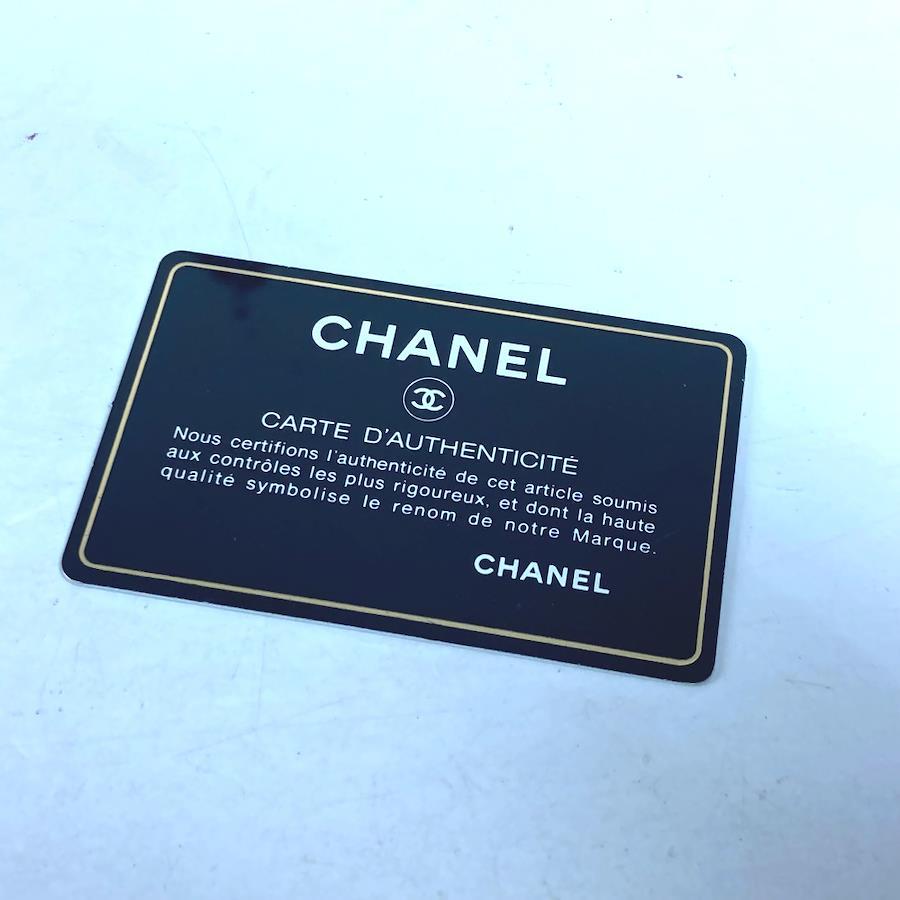 CHANEL
CARTE D'AUTHENTICITÉ
Nous certifions l'authenticité de cet article soumis
aux contrôles les plus rigoureux, et dont la haute
qualité symbolise le renom de notre Marque.
CHANEL